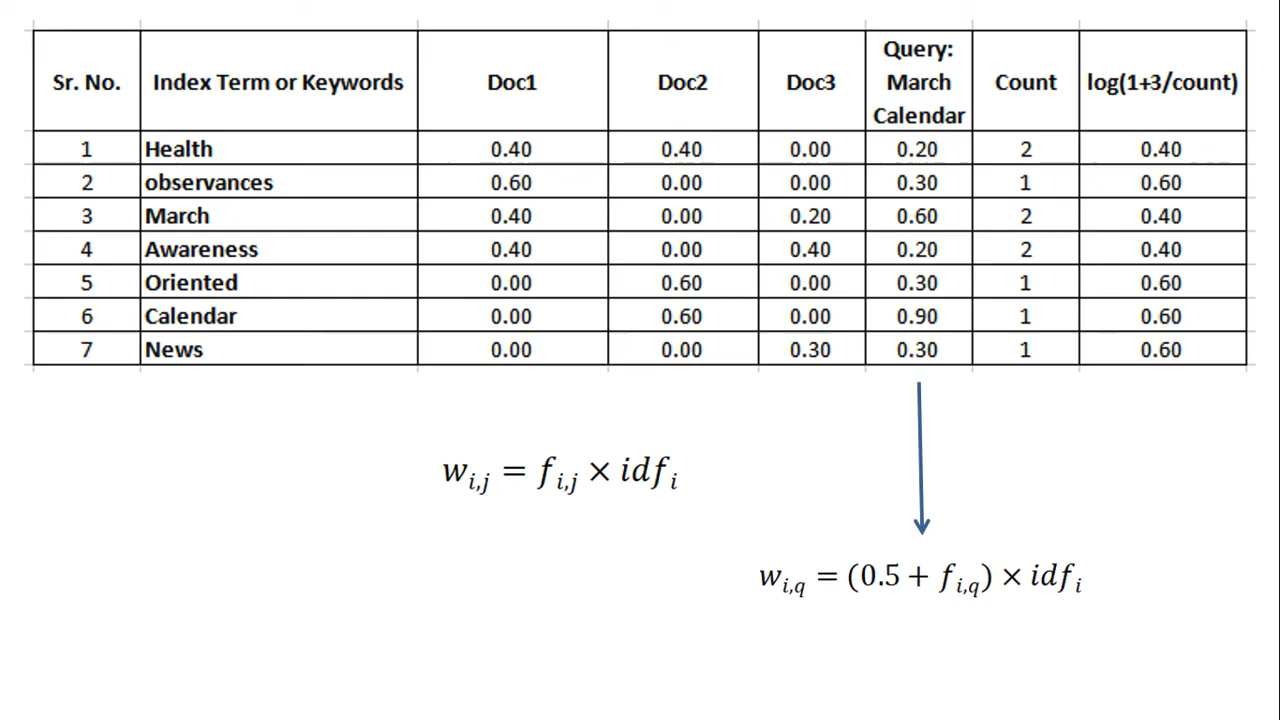 Sr. No. Index Term or Keywords Doc1 Doc2 Doc3 Query: March Calendar Count log(1+3/count)
1 Health 0.40 0.40 0.00 0.20 2 0.40
2 observances 0.60 0.00 0.00 0.30 1 0.60
3 March 0.40 0.00 0.20 0.60 2 0.40
4 Awareness 0.40 0.00 0.40 0.20 2 0.40
5 Oriented 0.00 0.60 0.00 0.30 1 0.60
6 Calendar 0.00 0.60 0.00 0.90 1 0.60
7 News 0.00 0.00 0.30 0.30 1 0.60
w_{i,j} = f_{i,j} × idf_i
w_{i,q} = (0.5 + f_{i,q}) × idf_i